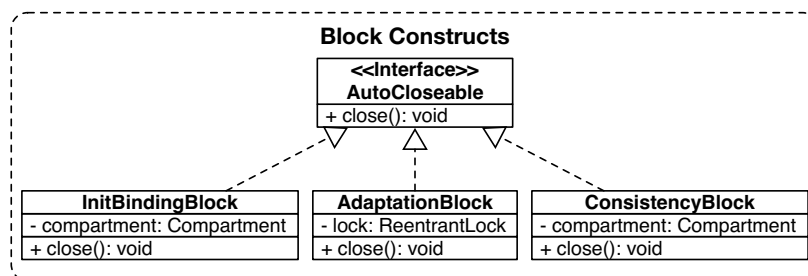 Block Constructs
<<Interface>>
AutoCloseable
+ close(): void
InitBindingBlock
- compartment: Compartment
+ close(): void
AdaptationBlock
- lock: ReentrantLock
+ close(): void
ConsistencyBlock
- compartment: Compartment
+ close(): void